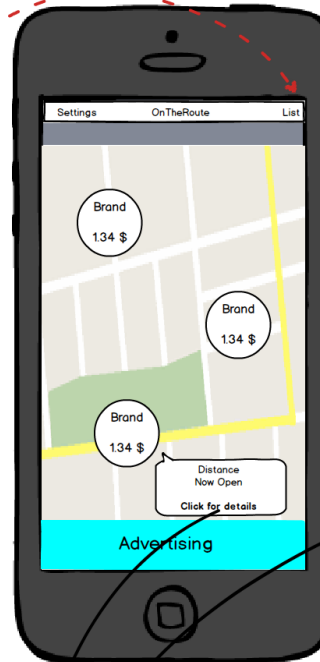 Settings OnTheRoute List
Brand
1.34 $
Brand
1.34 $
Brand
1.34 $
Distance
Now Open
Click for details
Advertising